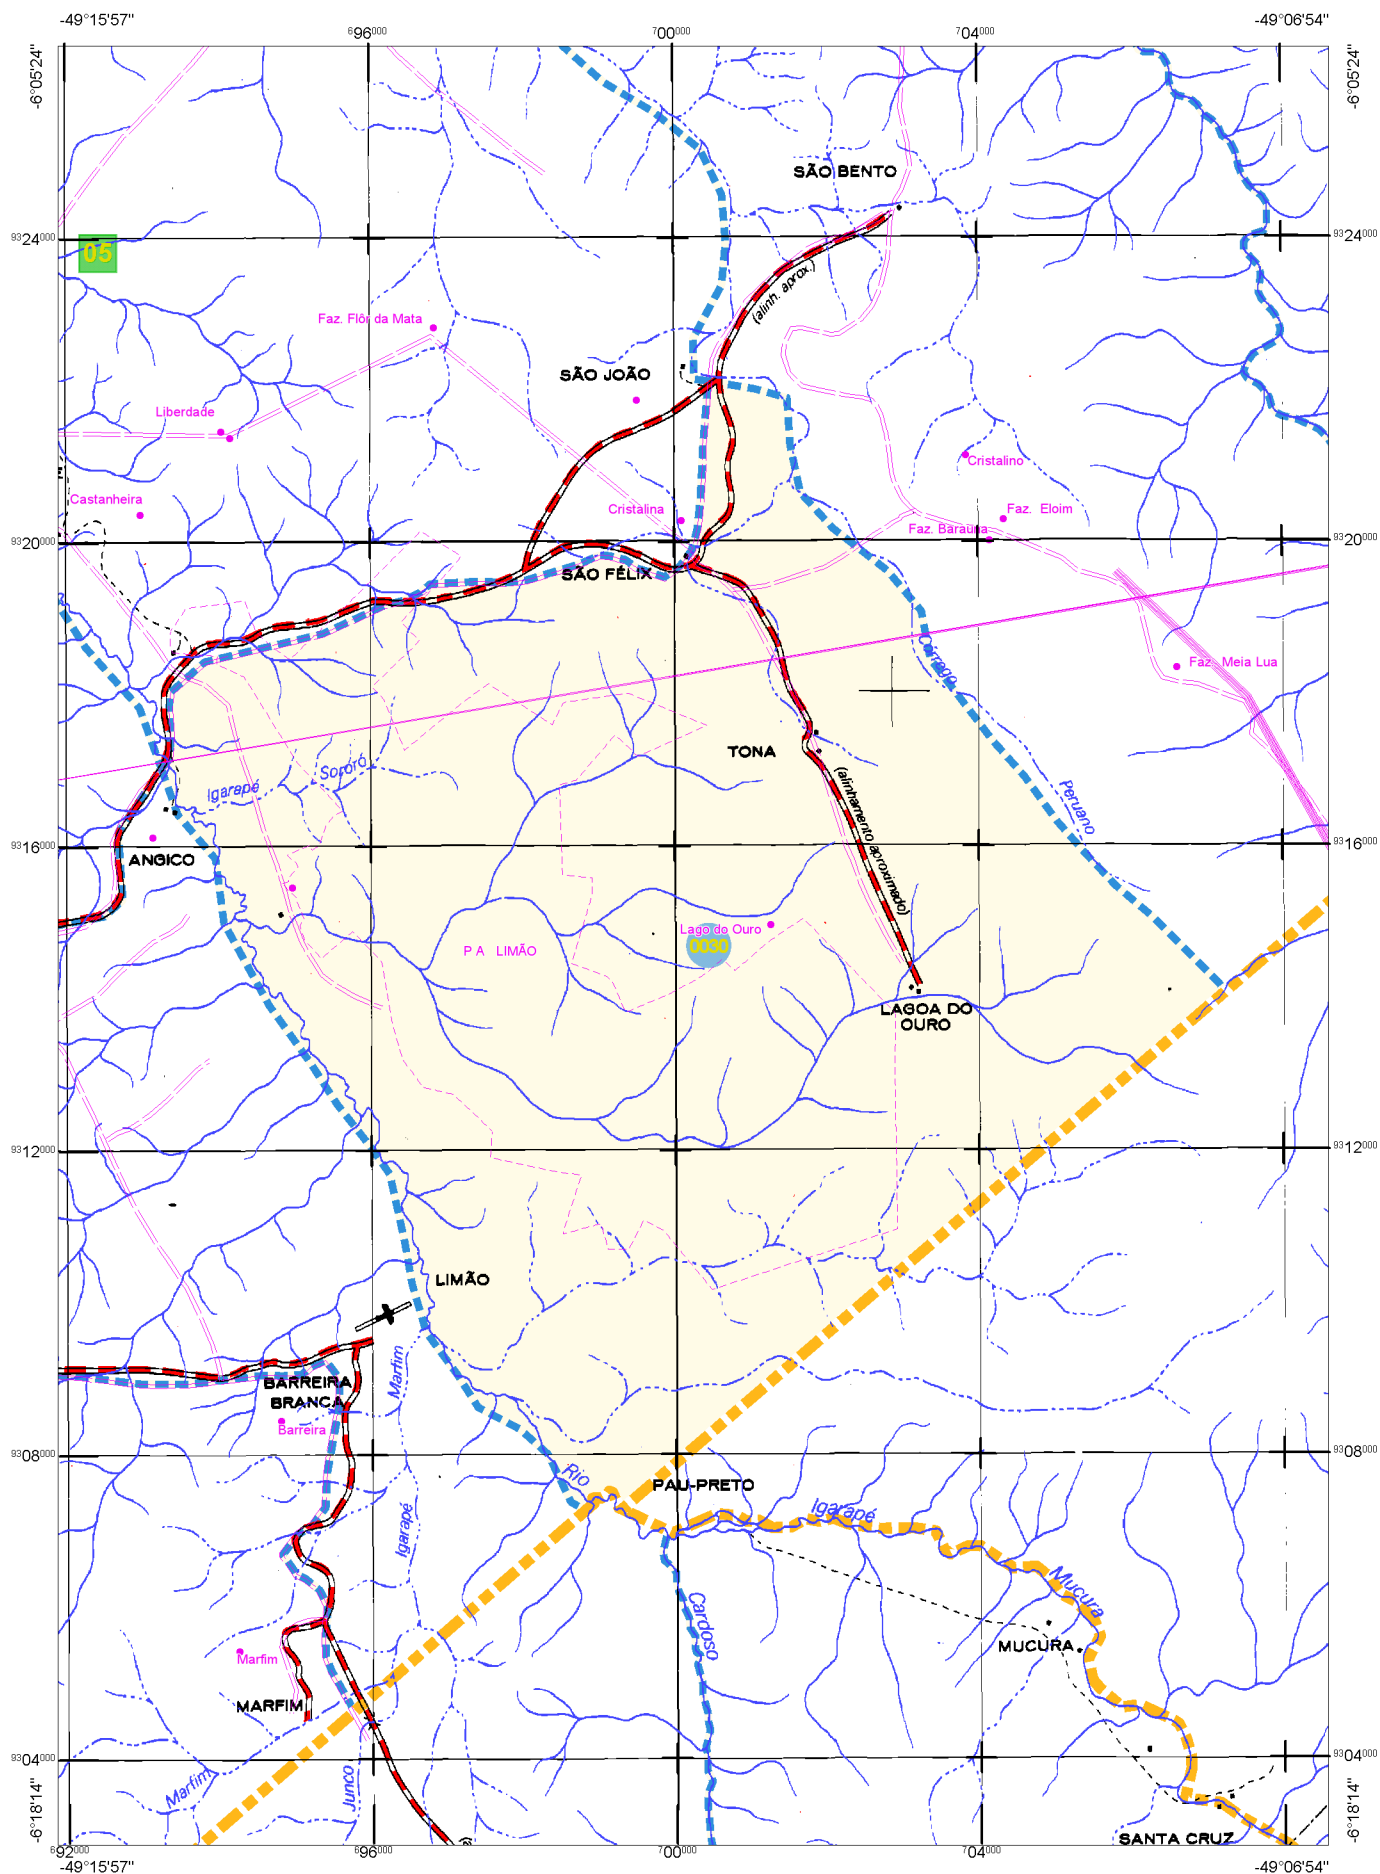 -49°15'57"
-49°06'54"
696000
700000
704000
-6°05'24"
-6°05'24"
SÃO BENTO
9324000
9324000
05
(alinh. aprox.)
Faz. Flôr da Mata
SÃO JOÃO
Liberdade
Cristalino
Castanheira
Cristalina
Faz. Eloim
Faz. Baraúna
9320000
9320000
SÃO FÉLIX
Córrego
Faz. Meia Lua
TONA
Igarapé
Sororó
Peruano
(alinhamento aproximado)
9316000
9316000
ANGICO
P A LIMÃO
Lago do Ouro
0030
LAGOA DO
OURO
9312000
9312000
LIMÃO
Marfim
BARREIRA
BRANCA
Barreira
9308000
9308000
Rio
PAU-PRETO
Igarapé
Igarapé
Mucura
Cardoso
MUCURA
Marfim
MARFIM
9304000
9304000
Marfim
Junco
-6°18'14"
-6°18'14"
SANTA CRUZ
692000
696000
700000
704000
-49°15'57"
-49°06'54"